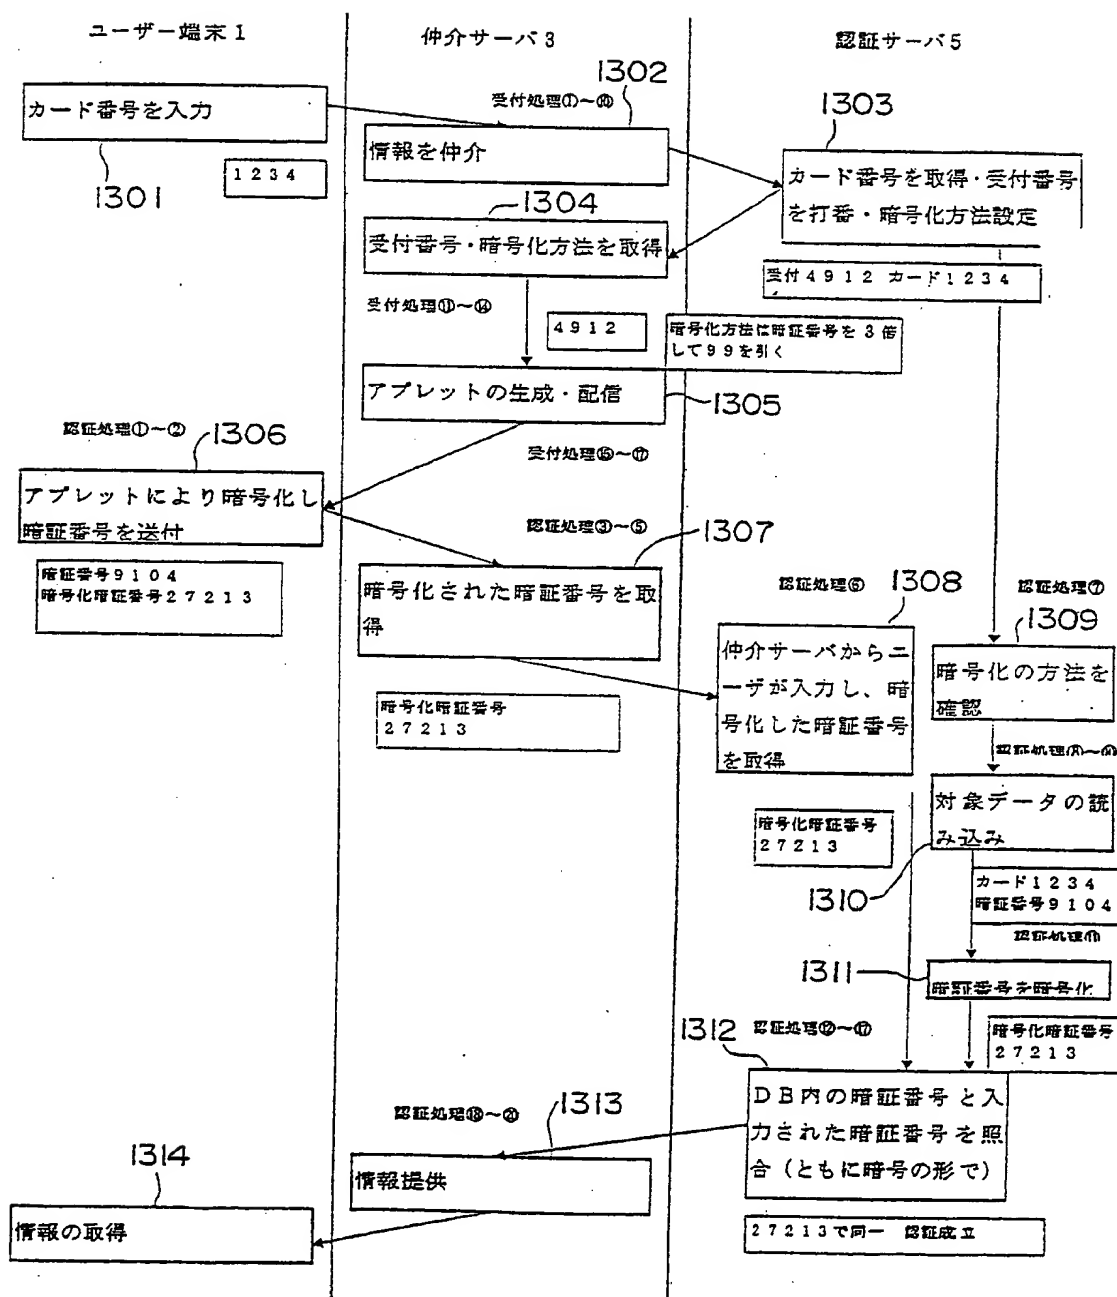 ユーザー端末1
仲介サーバ3
認証サーバ5
1302
受付処理①〜⑩
1303
カード番号を入力
情報を仲介
1301
1234
カード番号を取得・受付番号
を打番・暗号化方法設定
1304
受付番号・暗号化方法を取得
受付4912 カード1234
受付処理⑪〜⑭
4912
暗号化方法は暗証番号を3倍
して99を引く
アプレットの生成・配信
1305
認証処理①〜②
1306
受付処理⑮〜⑰
アプレットにより暗号化し
暗証番号を送付
認証処理③〜⑤
1307
暗証番号9104
暗号化暗証番号27213
暗号化された暗証番号を取
得
認証処理⑥
1308
認証処理⑦
1309
仲介サーバからユ
ーザが入力し、暗
号化した暗証番号
を取得
暗号化の方法を
確認
暗号化暗証番号
27213
認証処理⑧〜⑩
対象データの読
み込み
暗号化暗証番号
27213
1310
カード1234
暗証番号9104
認証処理⑪
1311
暗証番号を暗号化
1312
認証処理⑫〜⑰
暗号化暗証番号
27213
DB内の暗証番号と入
力された暗証番号を照
合(ともに暗号の形で)
認証処理⑱〜⑳
1313
1314
情報提供
情報の取得
27213で同一 認証成立